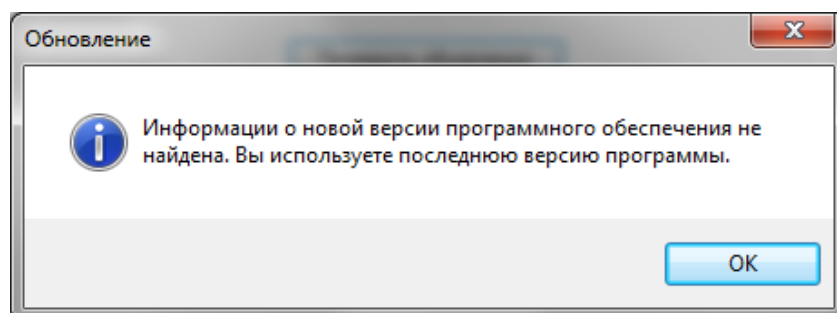 Обновление
Информации о новой версии программного обеспечения не
найдена. Вы используете последнюю версию программы.
OK